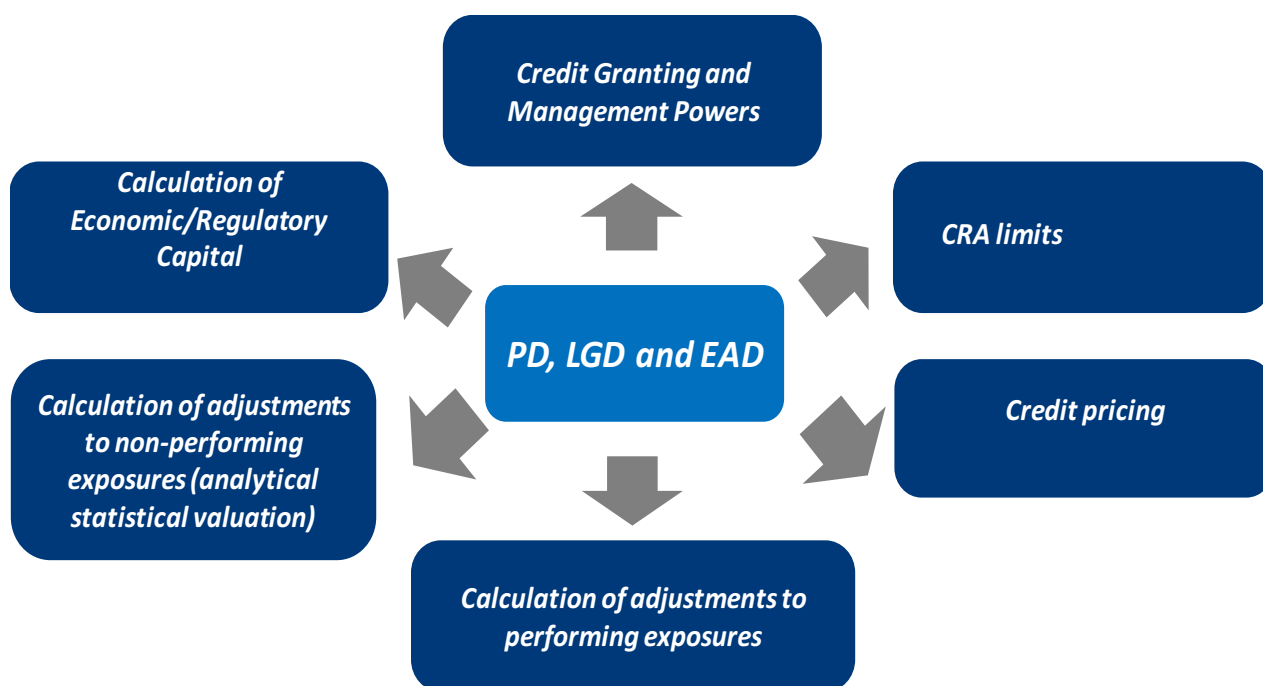 Credit Granting and
Management Powers
Calculation of
Economic/Regulatory
Capital
CRA limits
PD, LGD and EAD
Calculation of adjustments
to non-performing
exposures (analytical
statistical valuation)
Credit pricing
Calculation of adjustments to
performing exposures